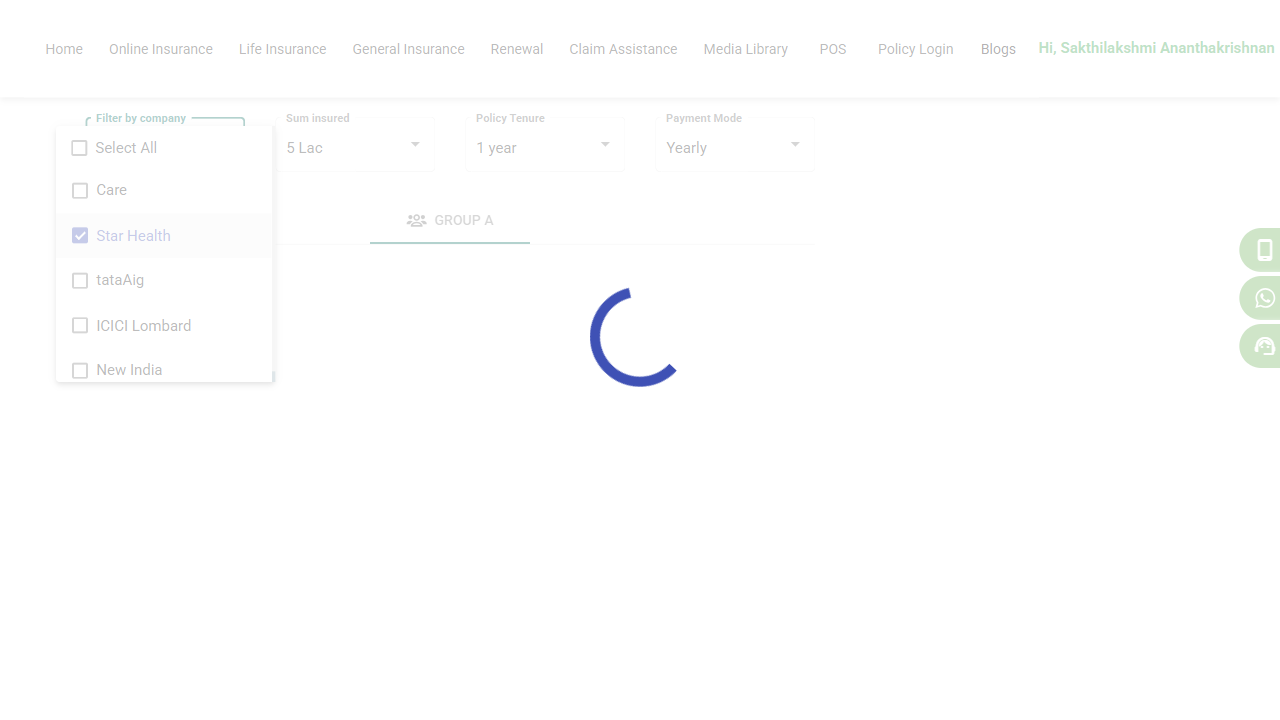 Home Online Insurance Life Insurance General Insurance Renewal Claim Assistance Media Library POS Policy Login Blogs Hi, Sakthilakshmi Ananthakrishnan
Filter by company Sum insured Policy Tenure Payment Mode
5 Lac 1 year Yearly
Select All
Care
Star Health
tataAig
ICICI Lombard
New India
GROUP A